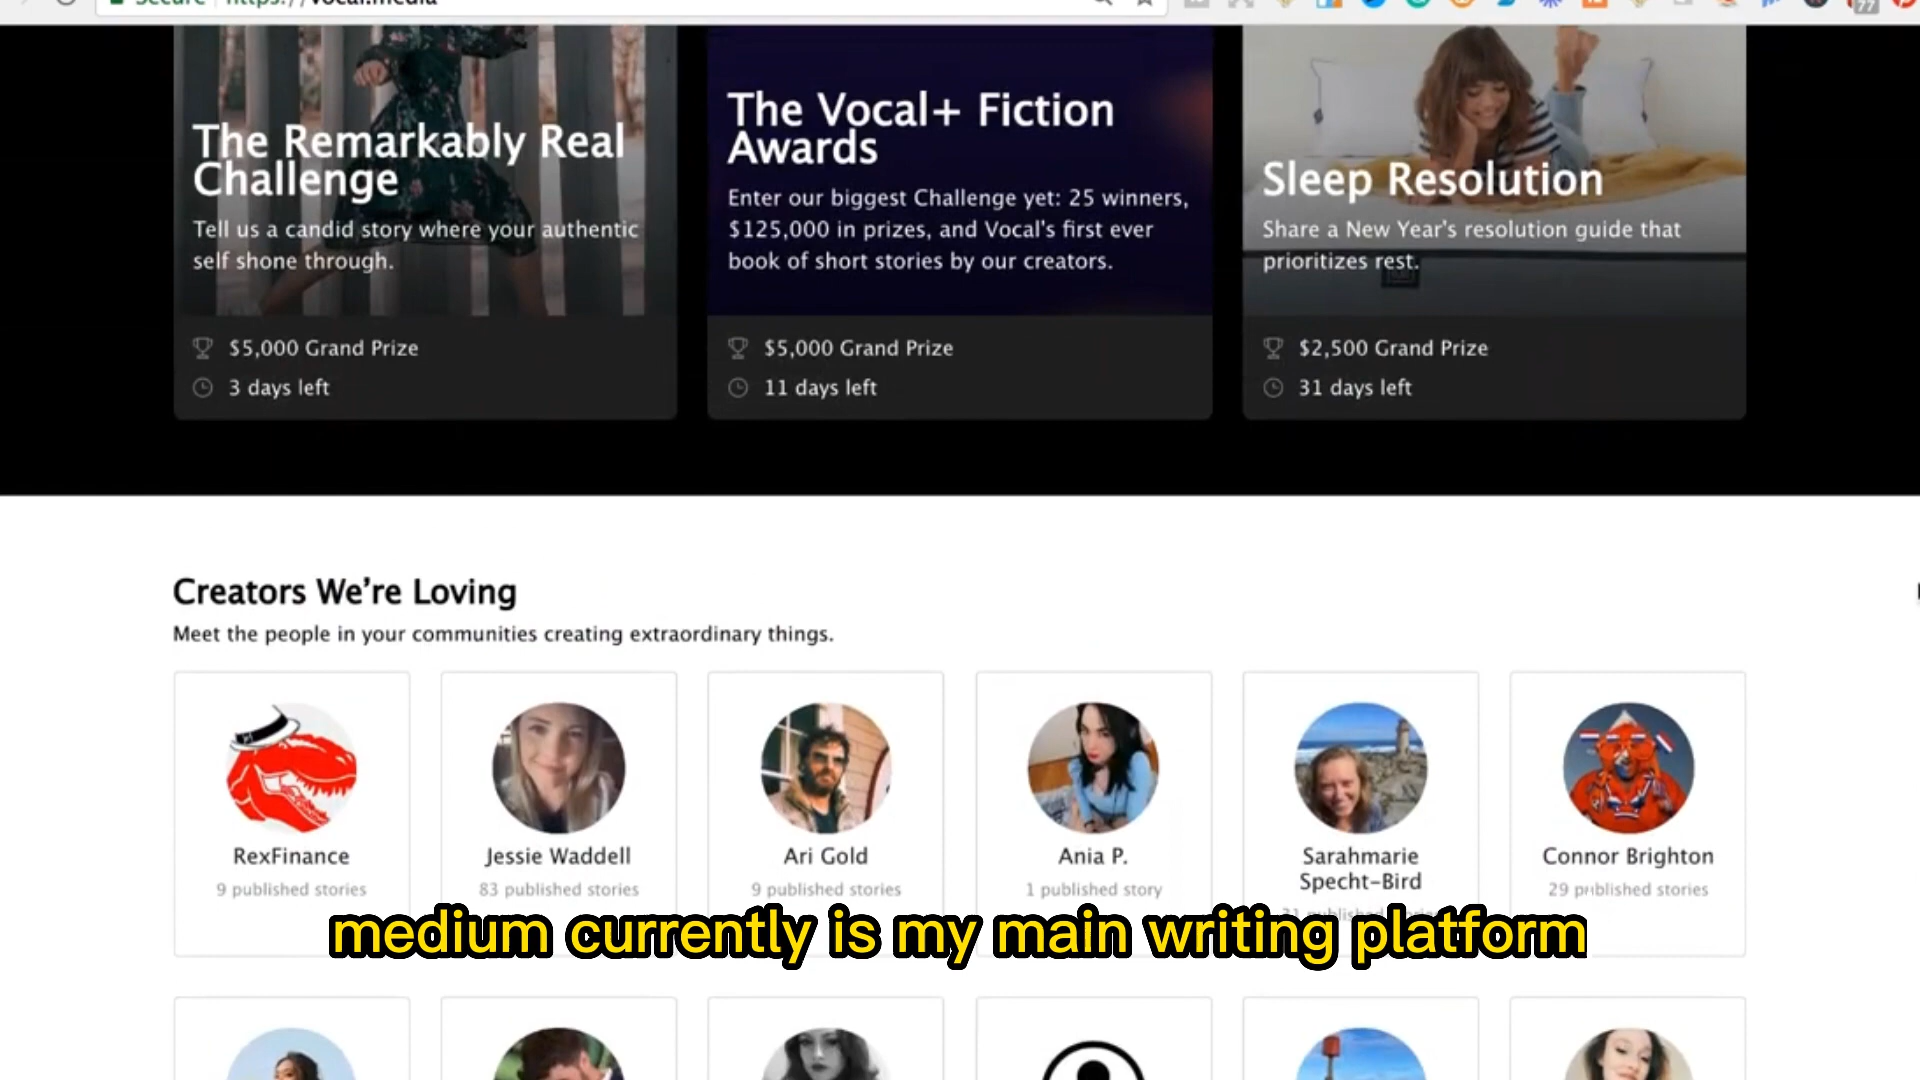 Secure https://vocal.media
77
The Remarkably Real
Challenge
Tell us a candid story where your authentic
self shone through.
$5,000 Grand Prize
3 days left
The Vocal+ Fiction
Awards
Enter our biggest Challenge yet: 25 winners,
$125,000 in prizes, and Vocal's first ever
book of short stories by our creators.
$5,000 Grand Prize
11 days left
Sleep Resolution
Share a New Year's resolution guide that
prioritizes rest.
$2,500 Grand Prize
31 days left
Creators We're Loving
Meet the people in your communities creating extraordinary things.
RexFinance
9 published stories
Jessie Waddell
83 published stories
Ari Gold
9 published stories
Ania P.
1 published story
Sarahmarie
Specht-Bird
Connor Brighton
29 published stories
medium currently is my main writing platform